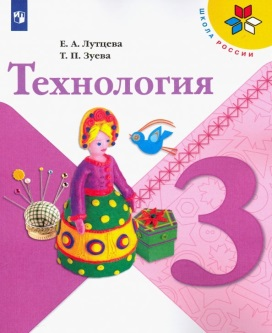 Е. А. Лутцева
Т. П. Зуева
Технология
ШКОЛА РОССИИ
3